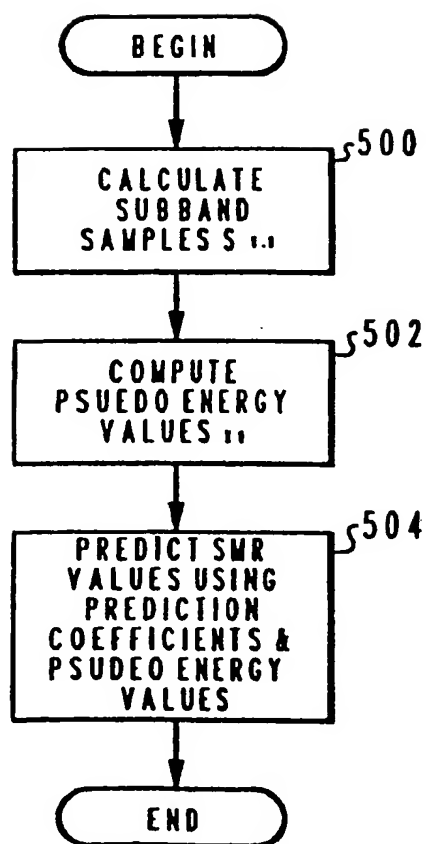 BEGIN
500
CALCULATE
SUBBAND
SAMPLES S
502
COMPUTE
PSUEDO ENERGY
VALUES
504
PREDICT SMR
VALUES USING
PREDICTION
COEFFICIENTS &
PSUDEO ENERGY
VALUES
END